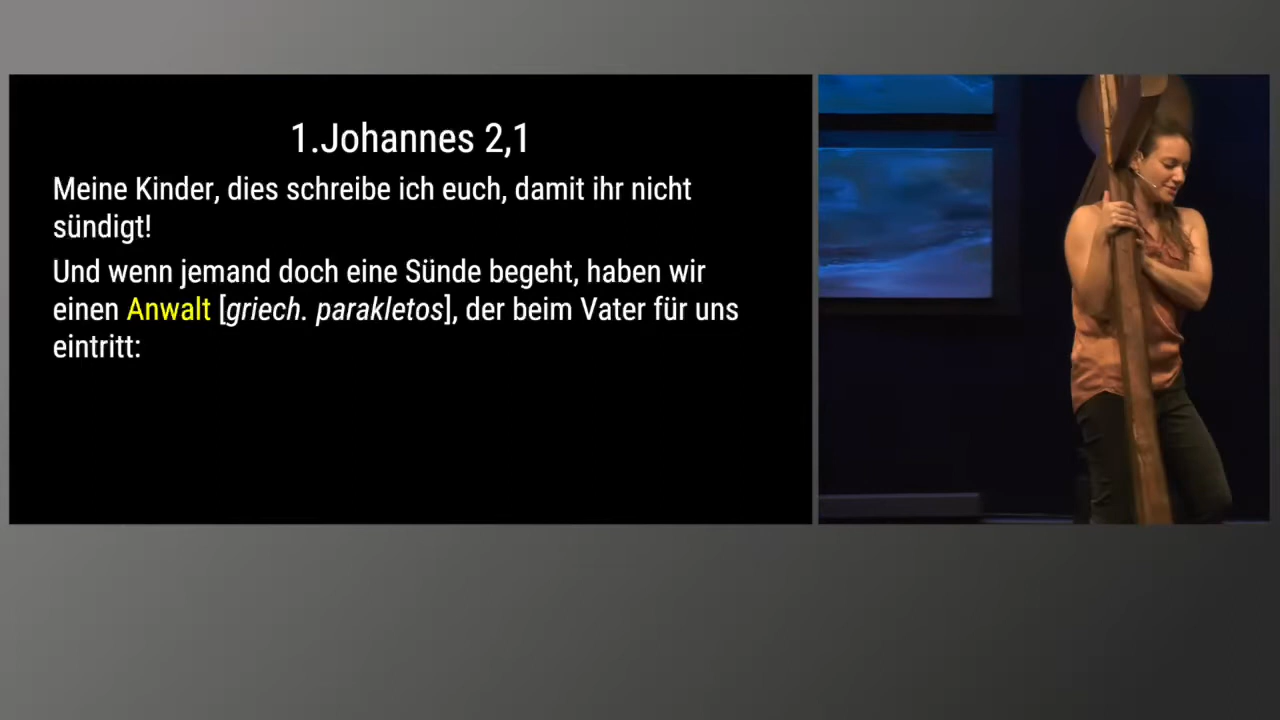 1.Johannes 2,1
Meine Kinder, dies schreibe ich euch, damit ihr nicht
sündigt!
Und wenn jemand doch eine Sünde begeht, haben wir
einen Anwalt [griech. parakletos], der beim Vater für uns
eintritt: